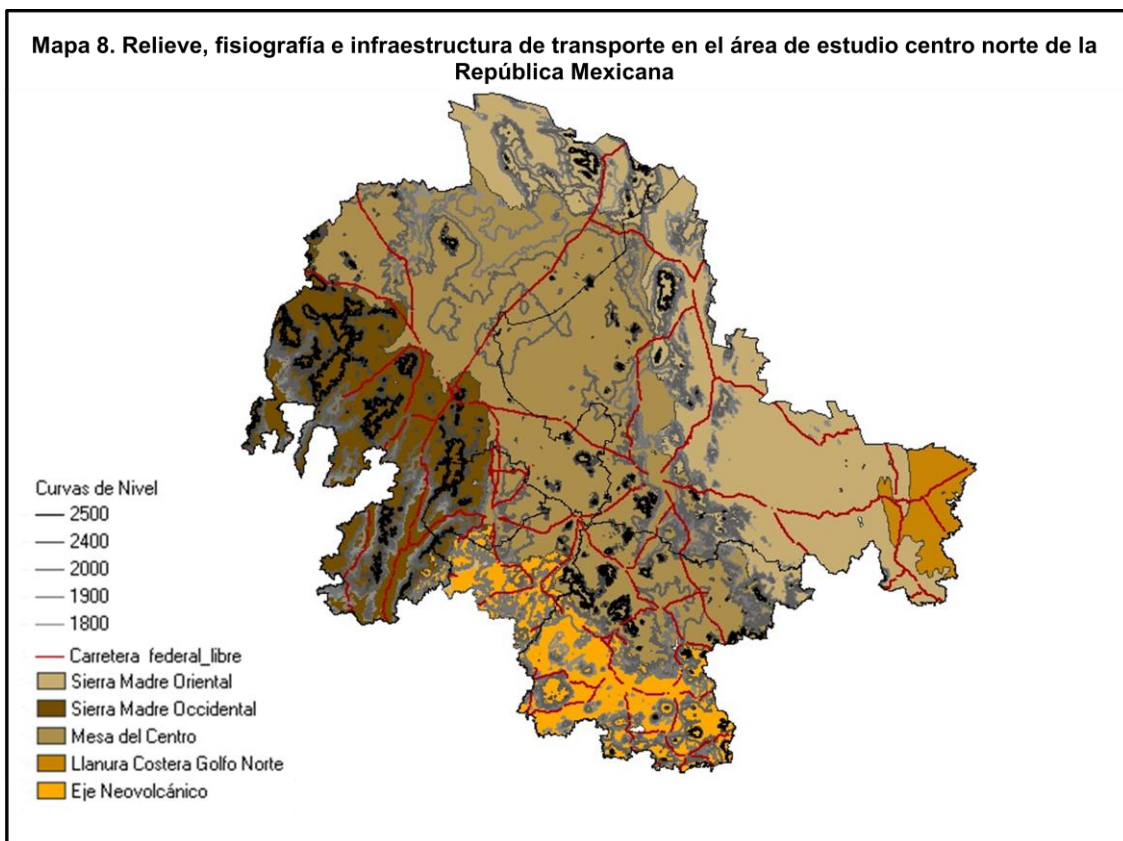 Mapa 8. Relieve, fisiografía e infraestructura de transporte en el área de estudio centro norte de la
República Mexicana
Curvas de Nivel
2500
2400
2000
1900
1800
Carretera federal_libre
Sierra Madre Oriental
Sierra Madre Occidental
Mesa del Centro
Llanura Costera Golfo Norte
Eje Neovolcánico